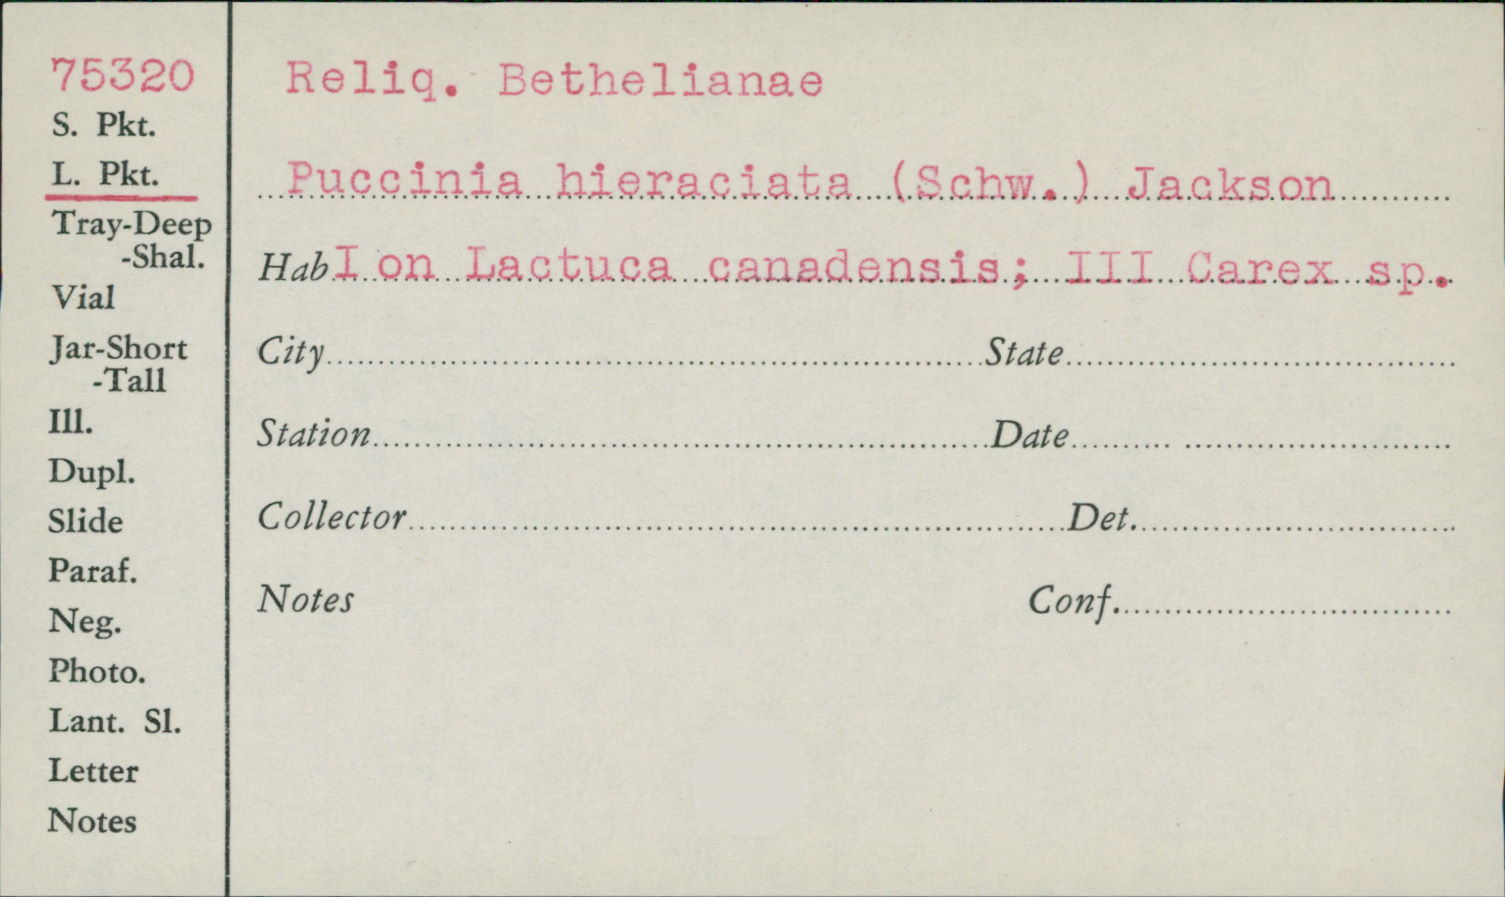 75320
S. Pkt.
L. Pkt.
Tray-Deep
-Shal.
Vial
Jar-Short
-Tall
Ill.
Dupl.
Slide
Paraf.
Neg.
Photo.
Lant. Sl.
Letter
Notes
Reliq. Bethelianae
Puccinia hieraciata (Schw.) Jackson
Hab I on Lactuca canadensis; III Carex sp.
City State
Station Date
Collector Det.
Notes Conf.